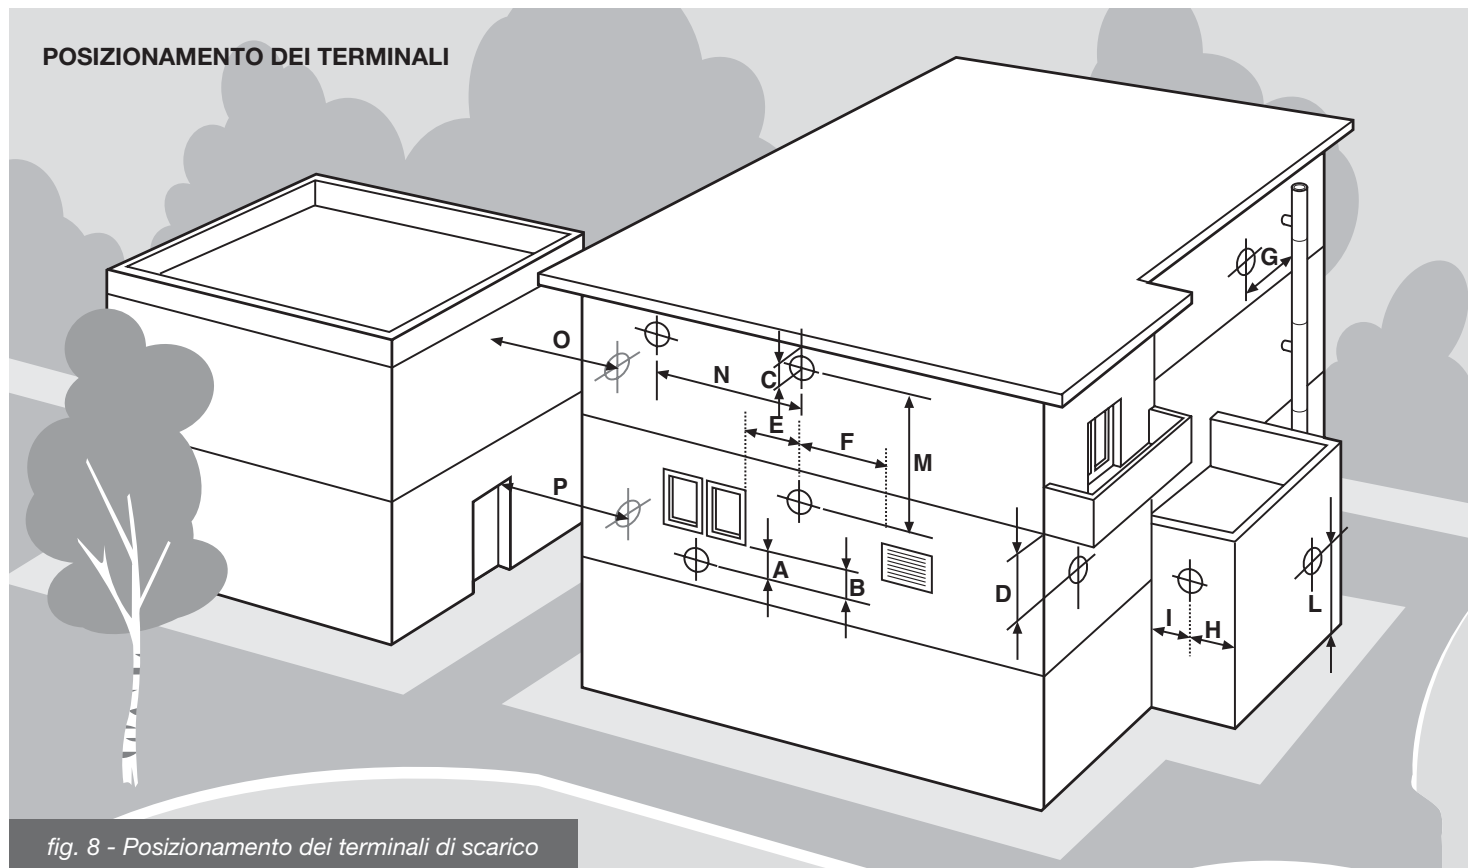 POSIZIONAMENTO DEI TERMINALI
G
O
N
C
E
F
M
P
A
B
D
I
H
L
fig. 8 - Posizionamento dei terminali di scarico